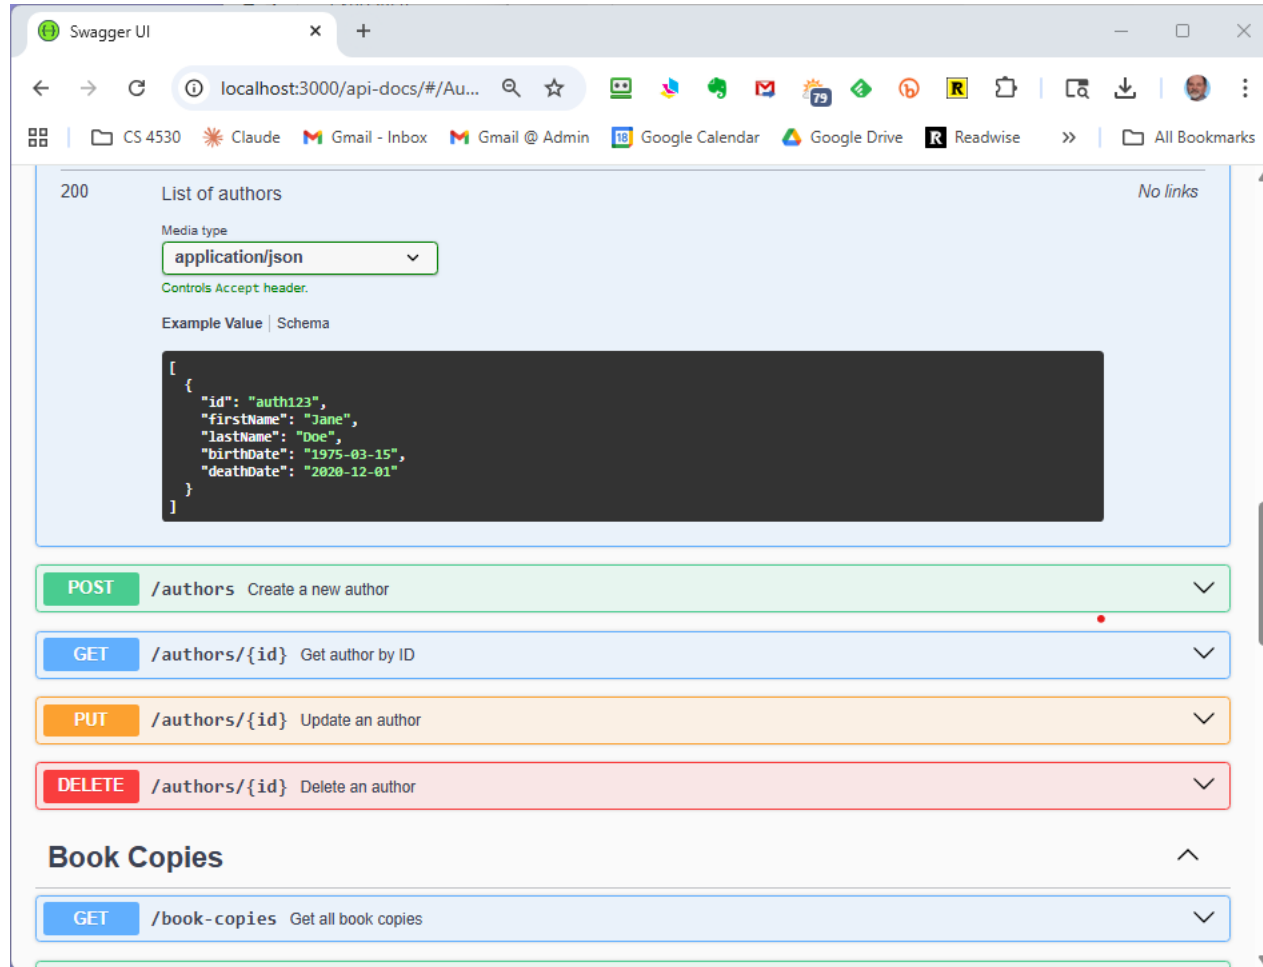 Swagger UI
localhost:3000/api-docs/#/Au...
79
R
CS 4530
Claude
Gmail - Inbox
Gmail @ Admin
18
Google Calendar
Google Drive
R
Readwise
All Bookmarks
200
List of authors
No links
Media type
application/json
Controls Accept header.
Example Value
Schema
[
{
"id": "auth123",
"firstName": "Jane",
"lastName": "Doe",
"birthDate": "1975-03-15",
"deathDate": "2020-12-01"
}
]
POST /authors Create a new author
GET /authors/{id} Get author by ID
PUT /authors/{id} Update an author
DELETE /authors/{id} Delete an author
Book Copies
GET /book-copies Get all book copies